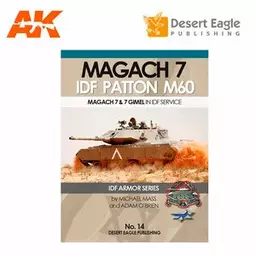 AK
Desert Eagle
PUBLISHING
MAGACH 7
IDF PATTON M60
MAGACH 7 & 7 GIMEL IN IDF SERVICE
IDF ARMOR SERIES
by MICHAEL MASS
and ADAM O'BRIEN
No. 14
DESERT EAGLE PUBLISHING